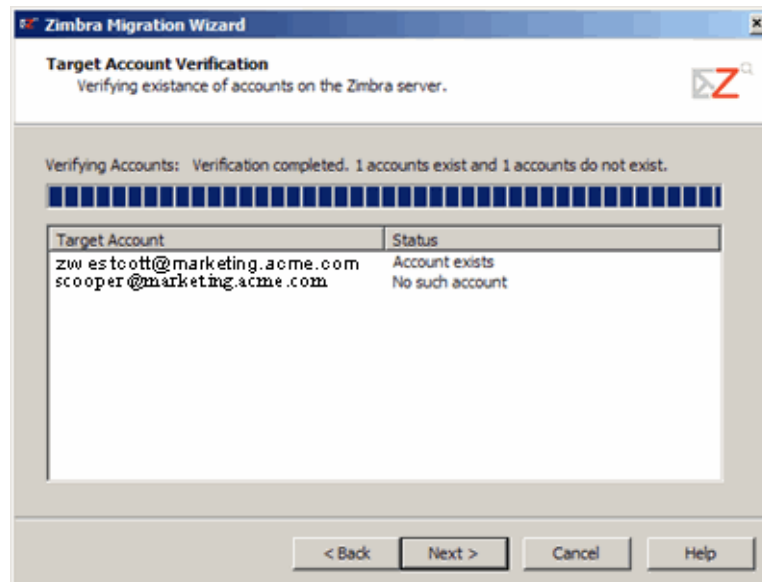 Zimbra Migration Wizard
Target Account Verification
Verifying existance of accounts on the Zimbra server.
Verifying Accounts: Verification completed. 1 accounts exist and 1 accounts do not exist.
Target Account Status
zwestcott@marketing.acme.com Account exists
scooper@marketing.acme.com No such account
< Back Next > Cancel Help